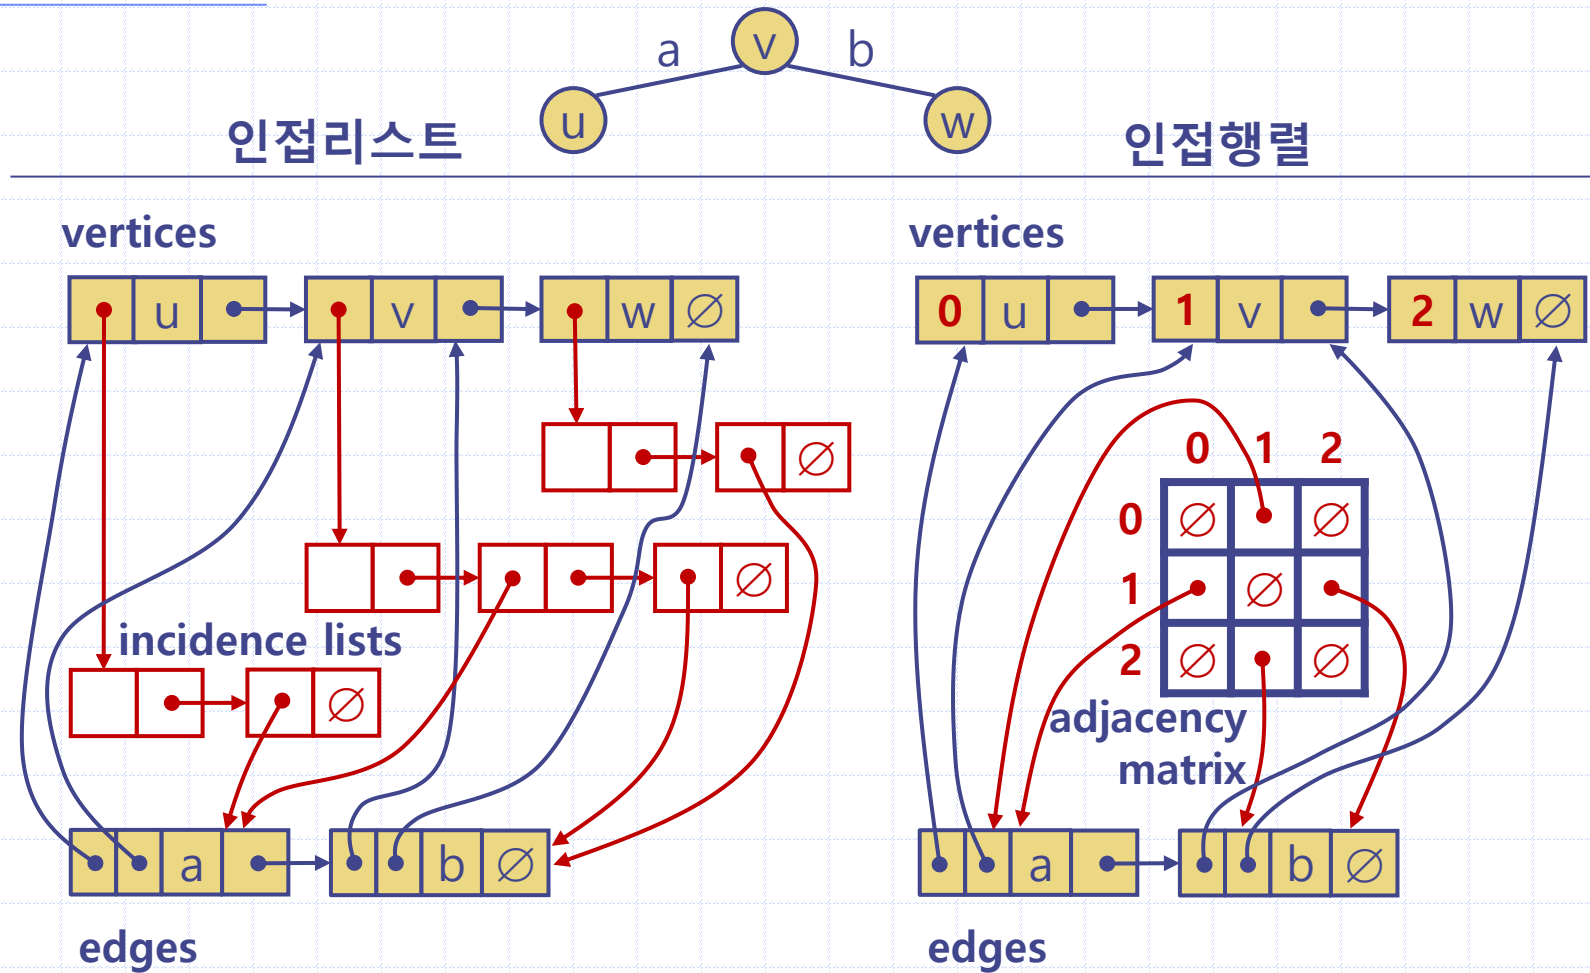 a v b
u w
인접리스트 인접행렬
vertices
u v w ∅
∅
∅
incidence lists
∅
a b ∅
edges
vertices
0 u 1 v 2 w ∅
0 1 2
0 ∅ ∅
1 ∅
2 ∅ ∅
adjacency
matrix
a b ∅
edges